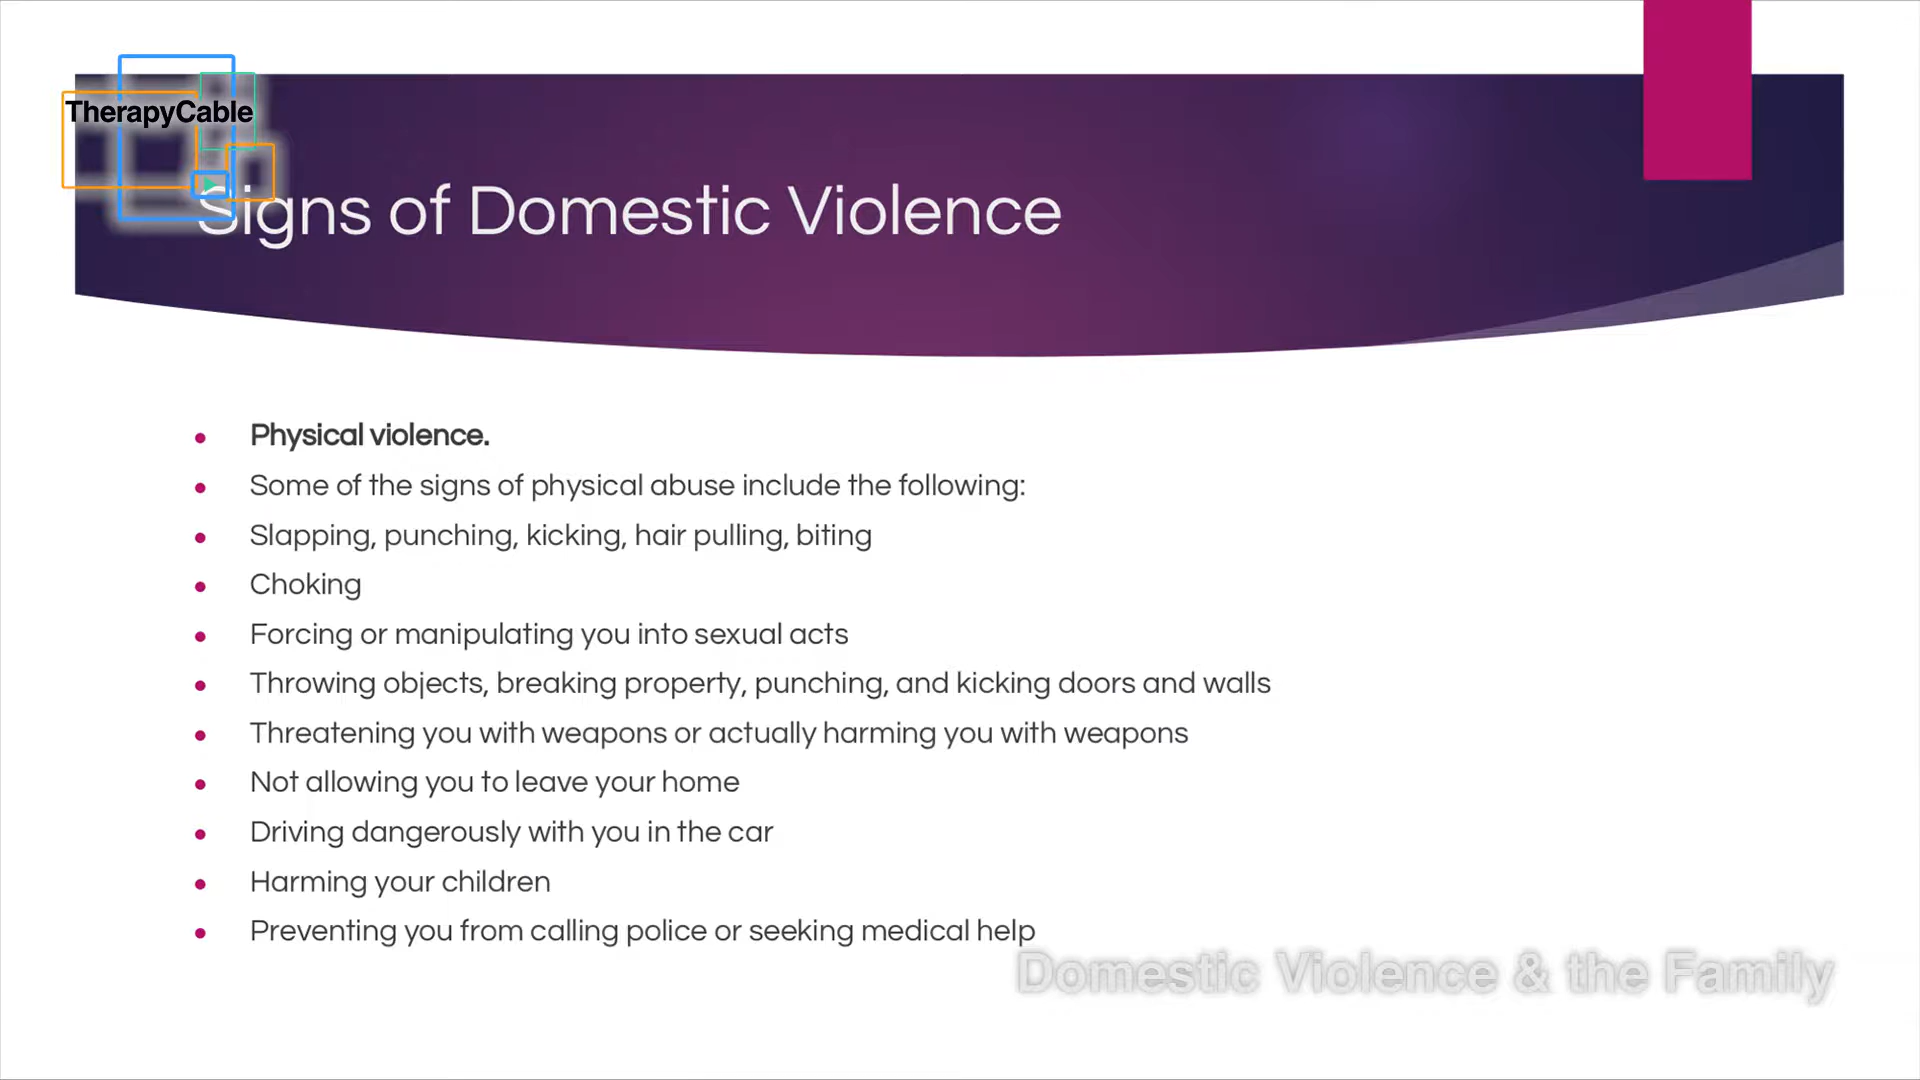 TherapyCable
Signs of Domestic Violence
Physical violence.
Some of the signs of physical abuse include the following:
Slapping, punching, kicking, hair pulling, biting
Choking
Forcing or manipulating you into sexual acts
Throwing objects, breaking property, punching, and kicking doors and walls
Threatening you with weapons or actually harming you with weapons
Not allowing you to leave your home
Driving dangerously with you in the car
Harming your children
Preventing you from calling police or seeking medical help
Domestic Violence & the Family